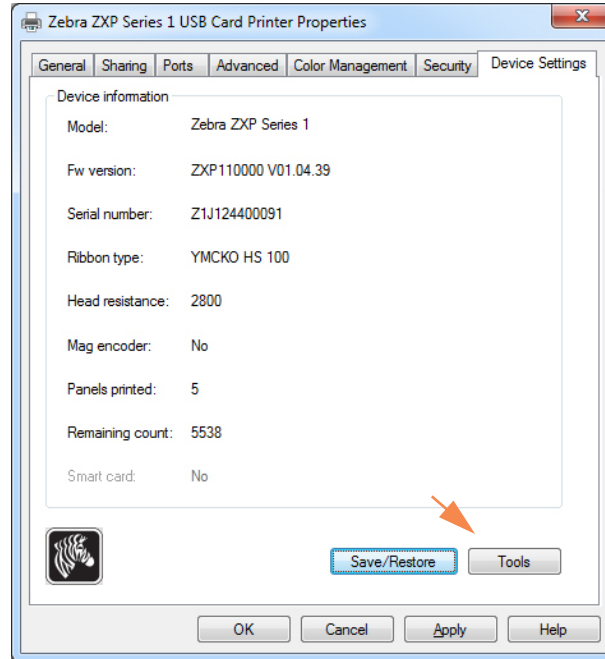 Zebra ZXP Series 1 USB Card Printer Properties
General Sharing Ports Advanced Color Management Security Device Settings
Device information
Model: Zebra ZXP Series 1
Fw version: ZXP110000 V01.04.39
Serial number: Z1J124400091
Ribbon type: YMCKO HS 100
Head resistance: 2800
Mag encoder: No
Panels printed: 5
Remaining count: 5538
Smart card: No
Save/Restore Tools
OK Cancel Apply Help